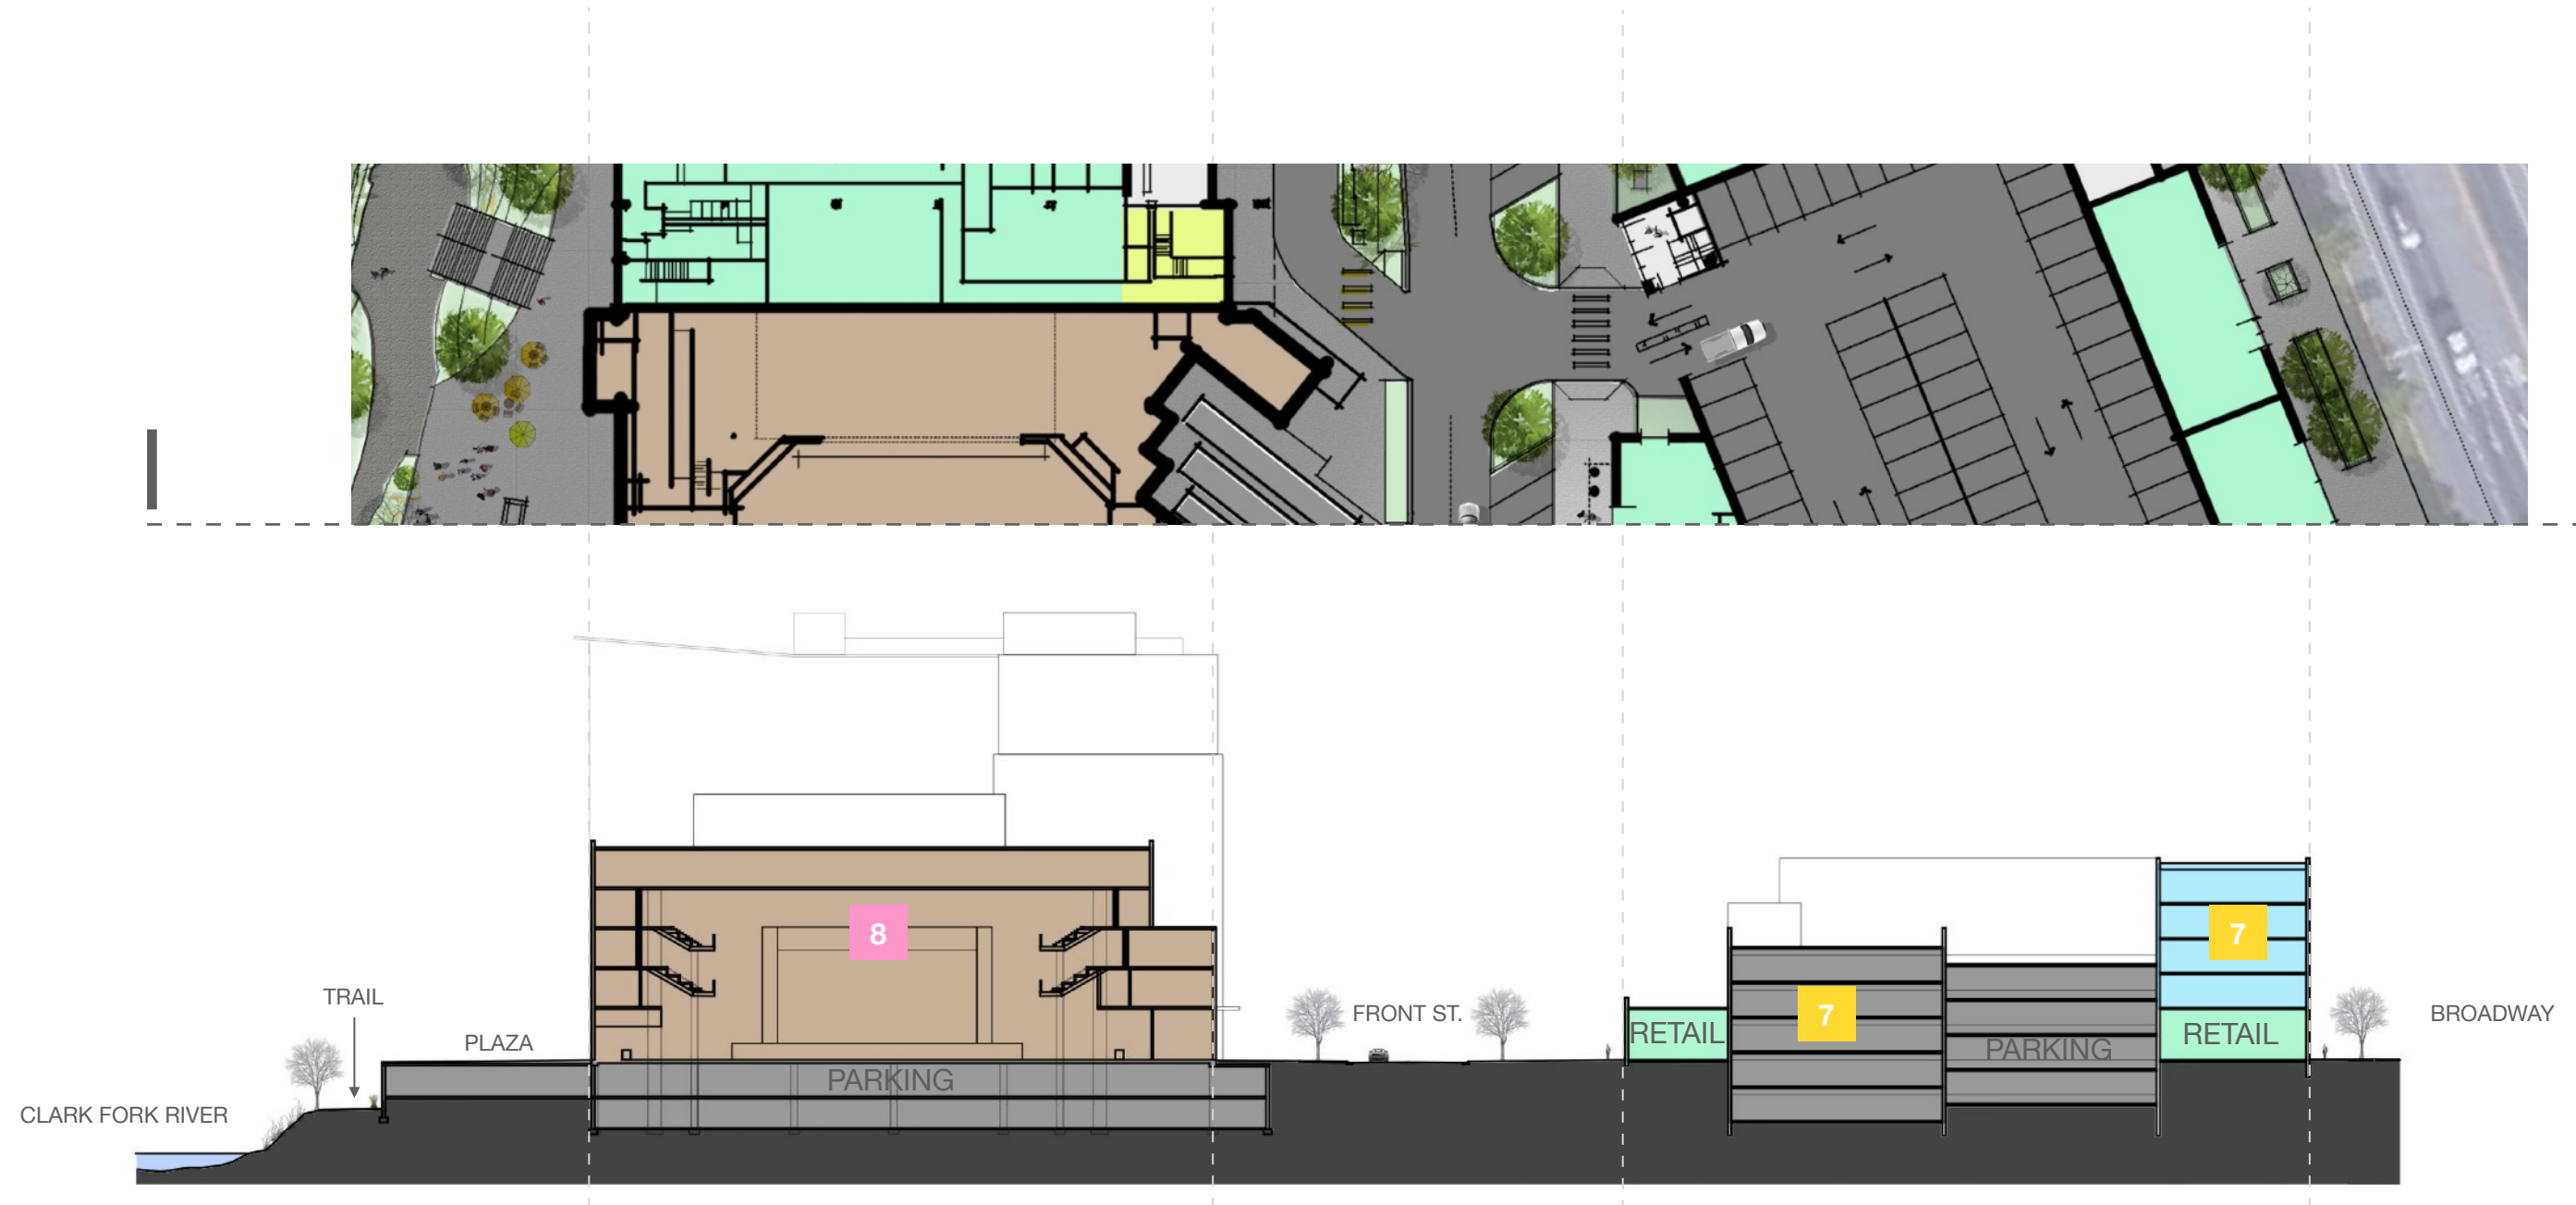 8
7
7
TRAIL
FRONT ST.
BROADWAY
PLAZA
RETAIL
RETAIL
PARKING
PARKING
CLARK FORK RIVER